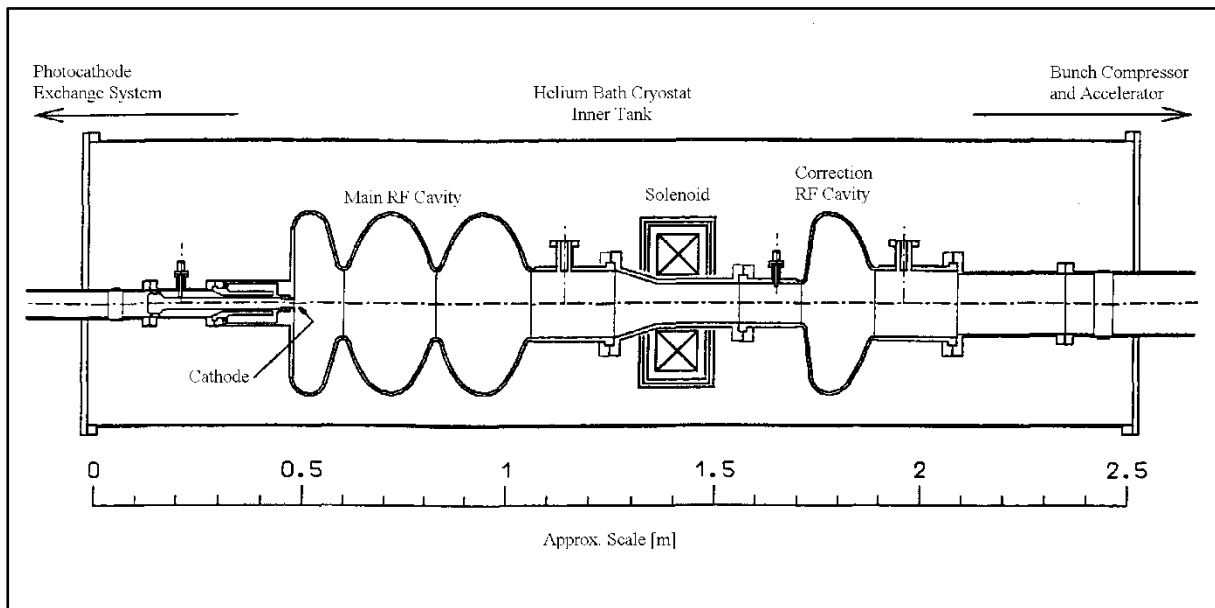 Photocathode
Exchange System
Bunch Compressor
and Accelerator
Helium Bath Cryostat
Inner Tank
Main RF Cavity
Solenoid
Correction
RF Cavity
Cathode
0 0.5 1 1.5 2 2.5
Approx. Scale [m]